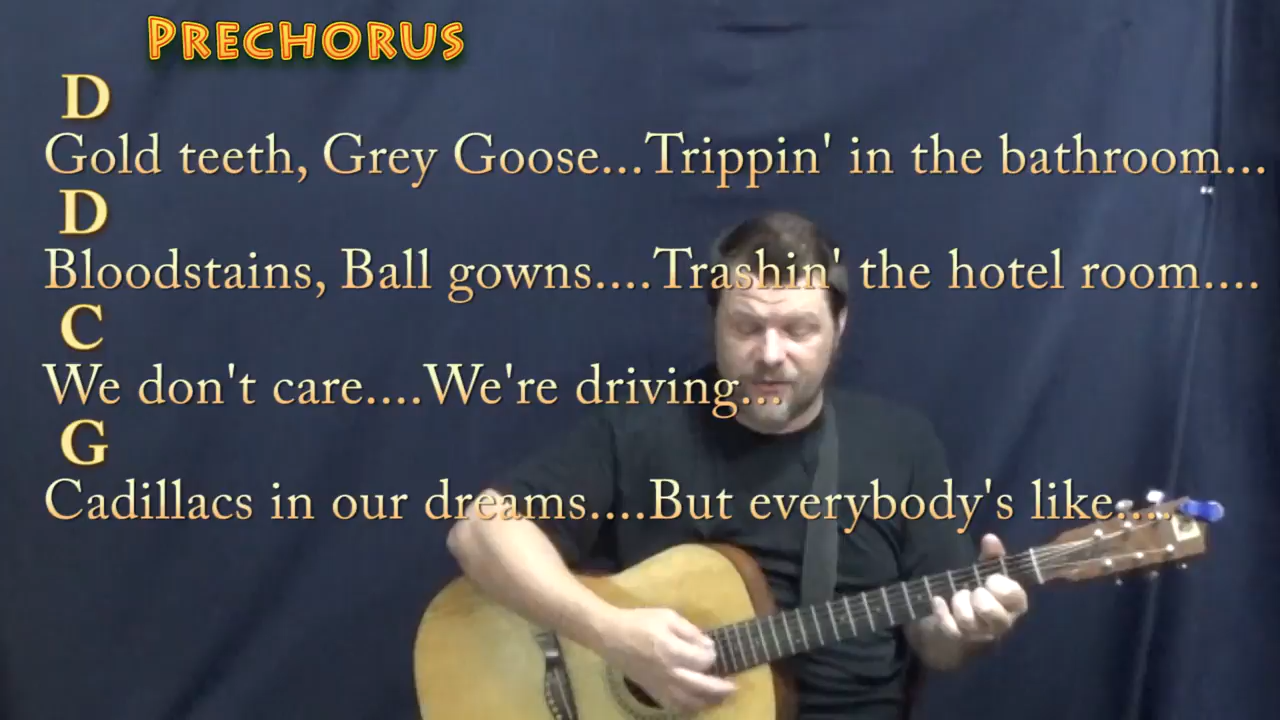 PRECHORUS
D
Gold teeth, Grey Goose...Trippin' in the bathroom...
D
Bloodstains, Ball gowns....Trashin' the hotel room....
C
We don't care....We're driving...
G
Cadillacs in our dreams....But everybody's like....